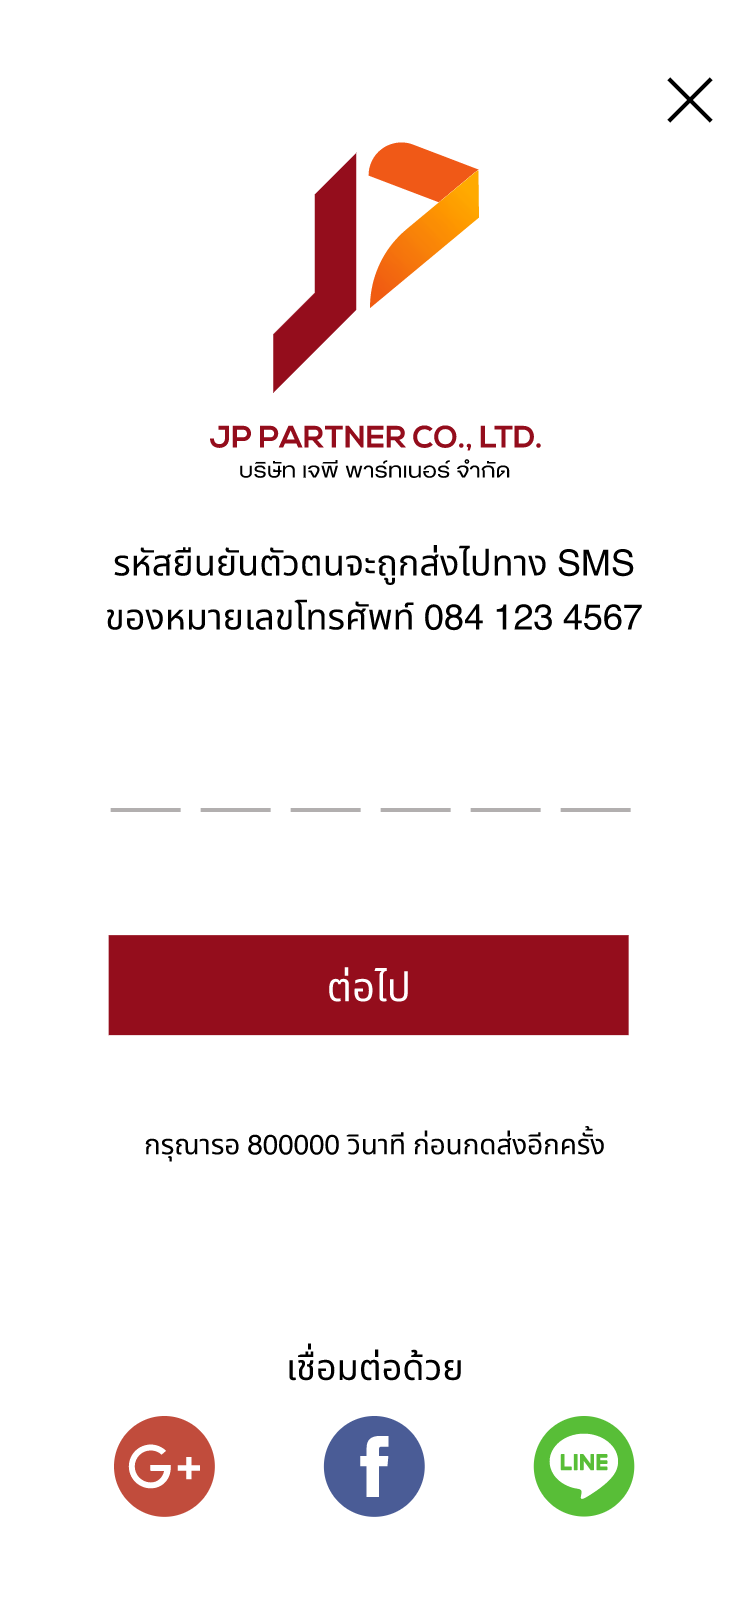 JP PARTNER CO., LTD.
บริษัท เจพี พาร์ทเนอร์ จำกัด
รหัสยืนยันตัวตนจะถูกส่งไปทาง SMS
ของหมายเลขโทรศัพท์ 084 123 4567
ต่อไป
กรุณารอ 800000 วินาที ก่อนกดส่งอีกครั้ง
เชื่อมต่อด้วย
G+ f LINE